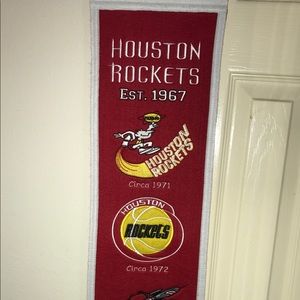 HOUSTON
ROCKETS
EST. 1967
HOUSTON
ROCKETS
Circa 1971
HOUSTON
ROCKETS
Circa 1972